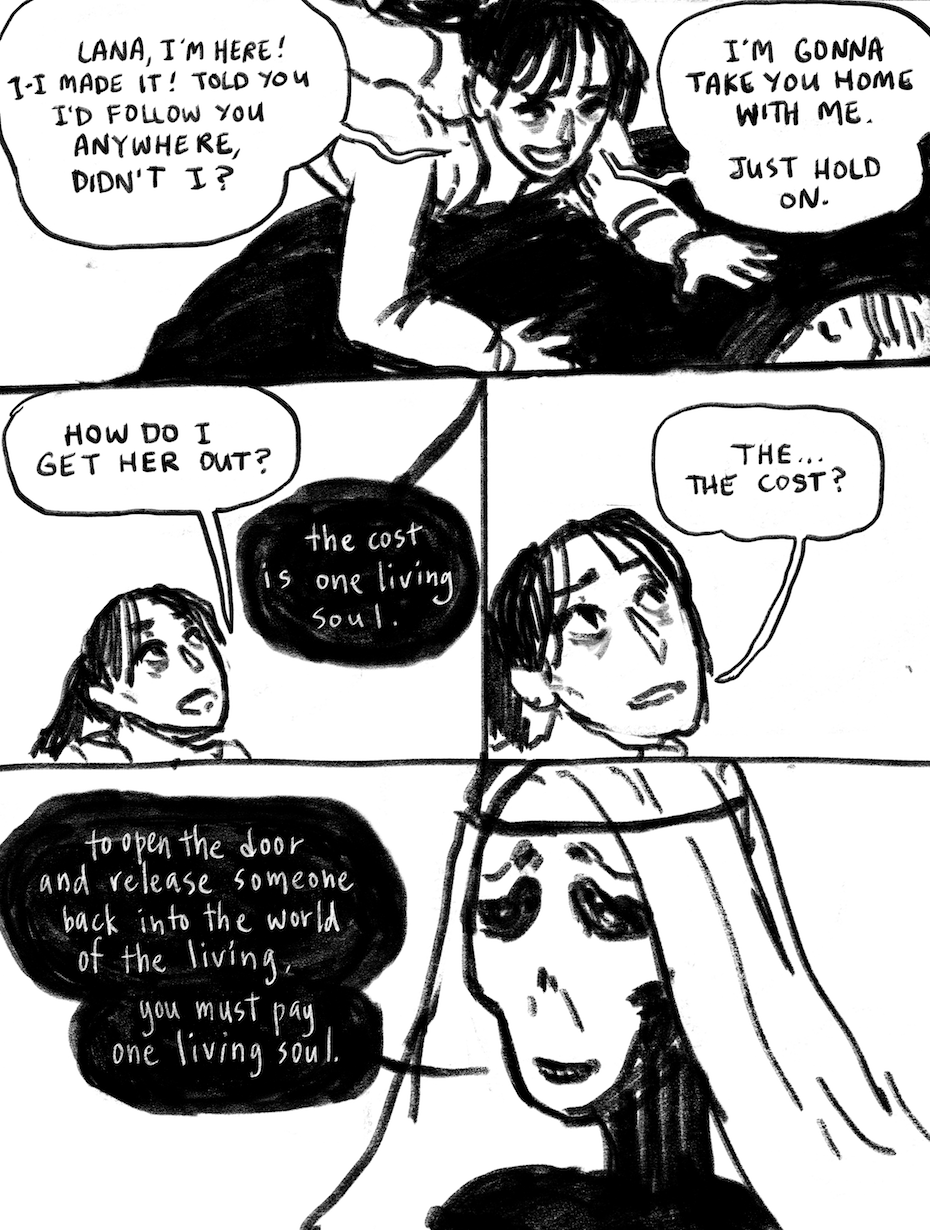 LANA, I'M HERE!
I-I MADE IT! TOLD YOU
I'D FOLLOW YOU
ANYWHERE,
DIDN'T I?
I'M GONNA
TAKE YOU HOME
WITH ME.
JUST HOLD
ON.
HOW DO I
GET HER OUT?
the cost
is one living
soul.
THE...
THE COST?
to open the door
and release someone
back into the world
of the living,
you must pay
one living soul.